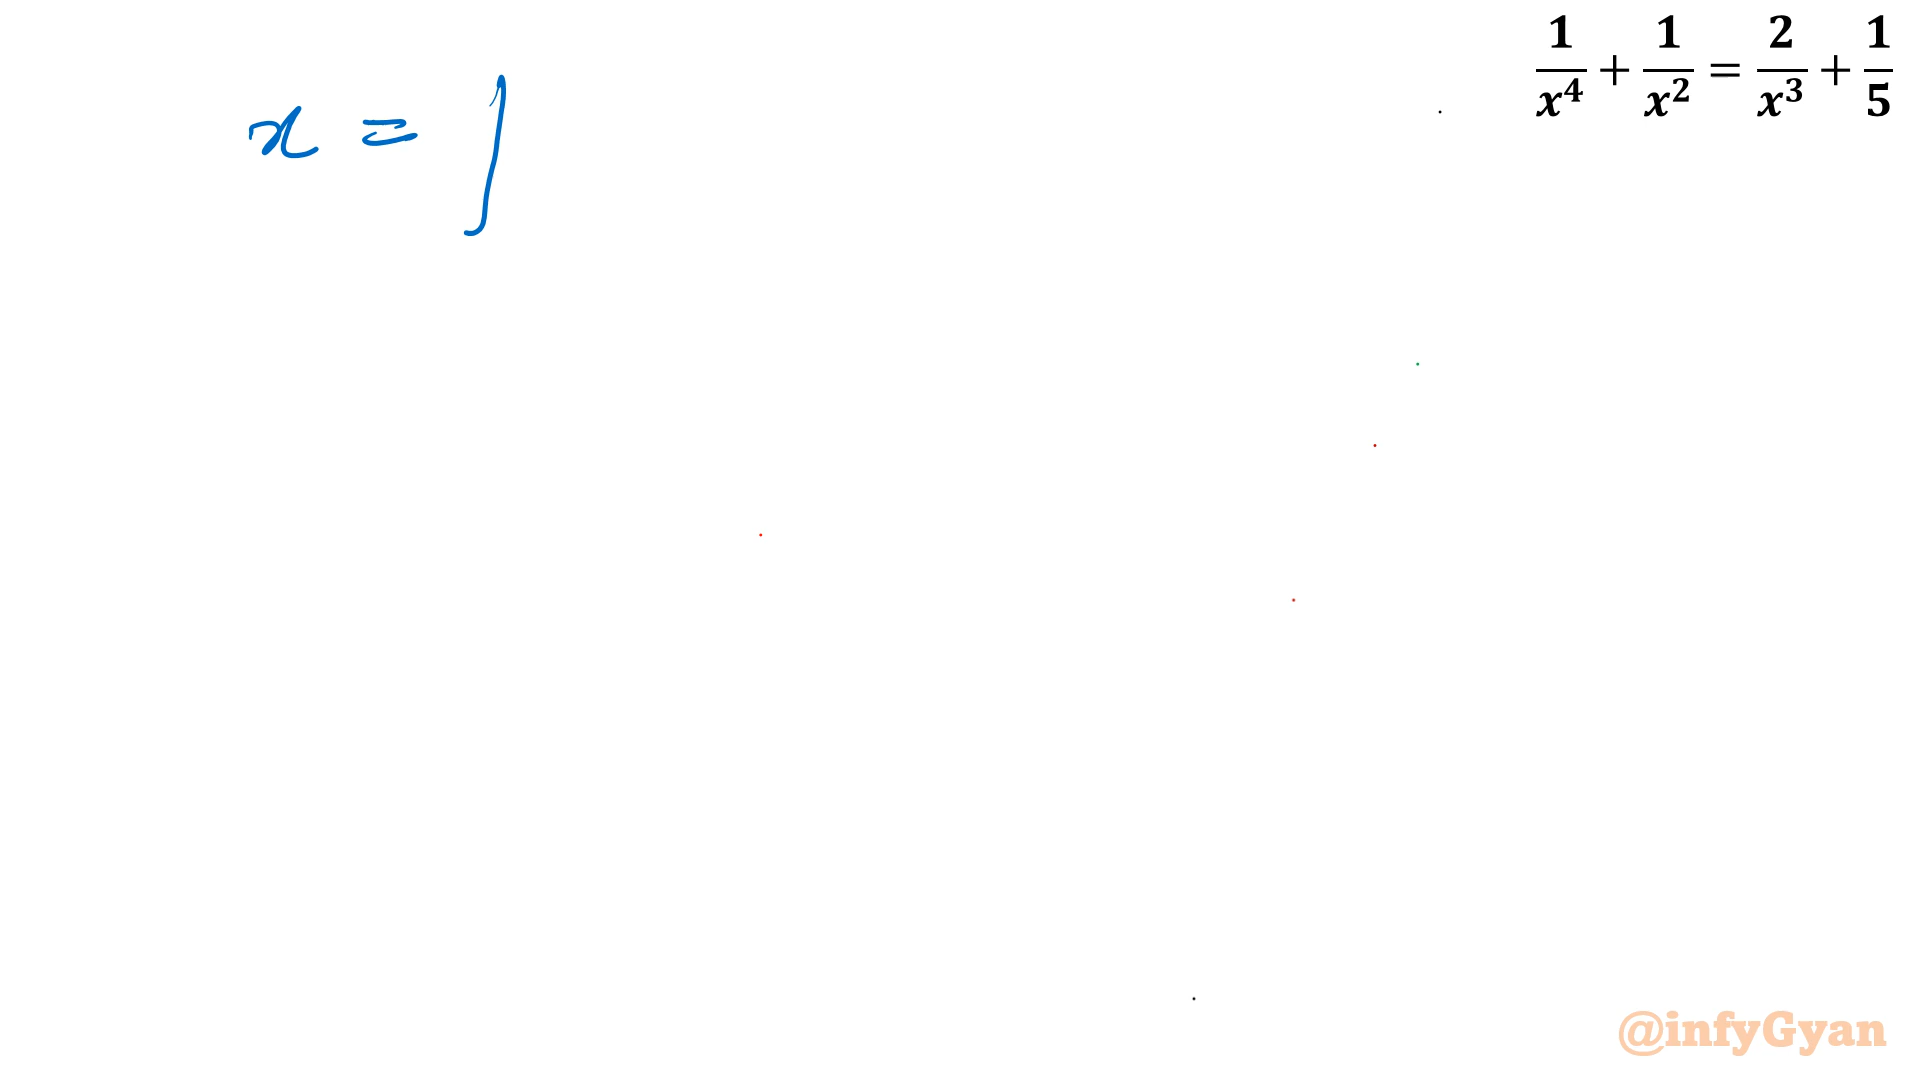 1/x⁴ + 1/x² = 2/x³ + 1/5
x =
@infyGyan